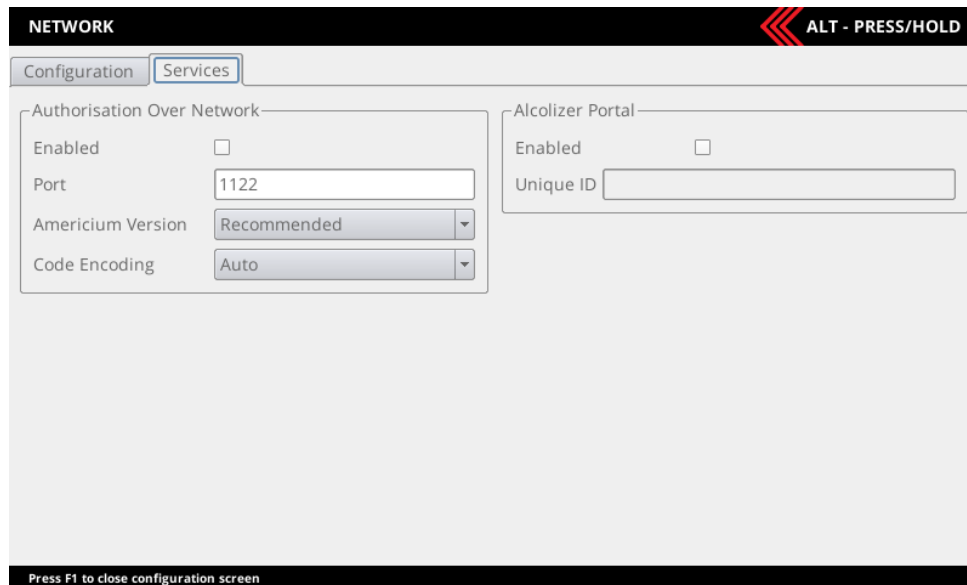 NETWORK
ALT - PRESS/HOLD
Configuration
Services
Authorisation Over Network
Enabled
Port
1122
Americium Version
Recommended
Code Encoding
Auto
Alcolizer Portal
Enabled
Unique ID
Press F1 to close configuration screen